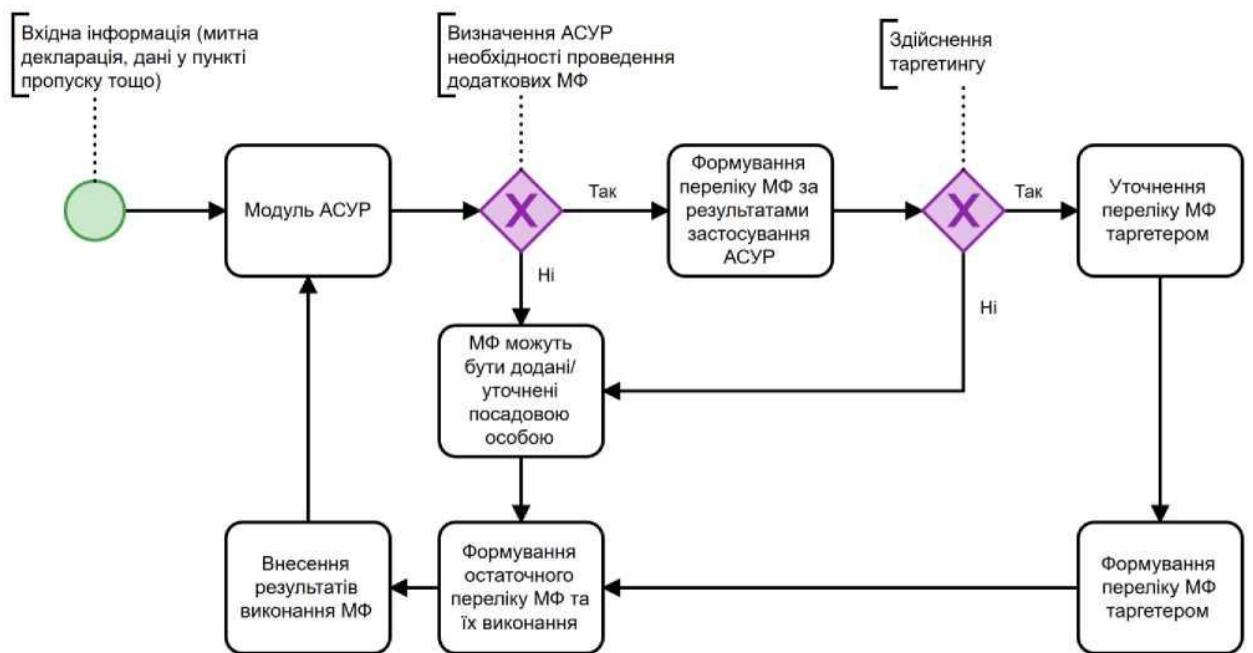 Вхідна інформація (митна
декларація, дані у пункті
пропуску тощо)
Визначення АСУР
необхідності проведення
додаткових МФ
Здійснення
таргетингу
Модуль АСУР
X
Так
Формування
переліку МФ за
результатами
застосування
АСУР
X
Так
Уточнення
переліку МФ
таргетером
Ні
Ні
МФ можуть
бути додані/
уточнені
посадовою
особою
Внесення
результатів
виконання МФ
Формування
остаточного
переліку МФ та
їх виконання
Формування
переліку МФ
таргетером